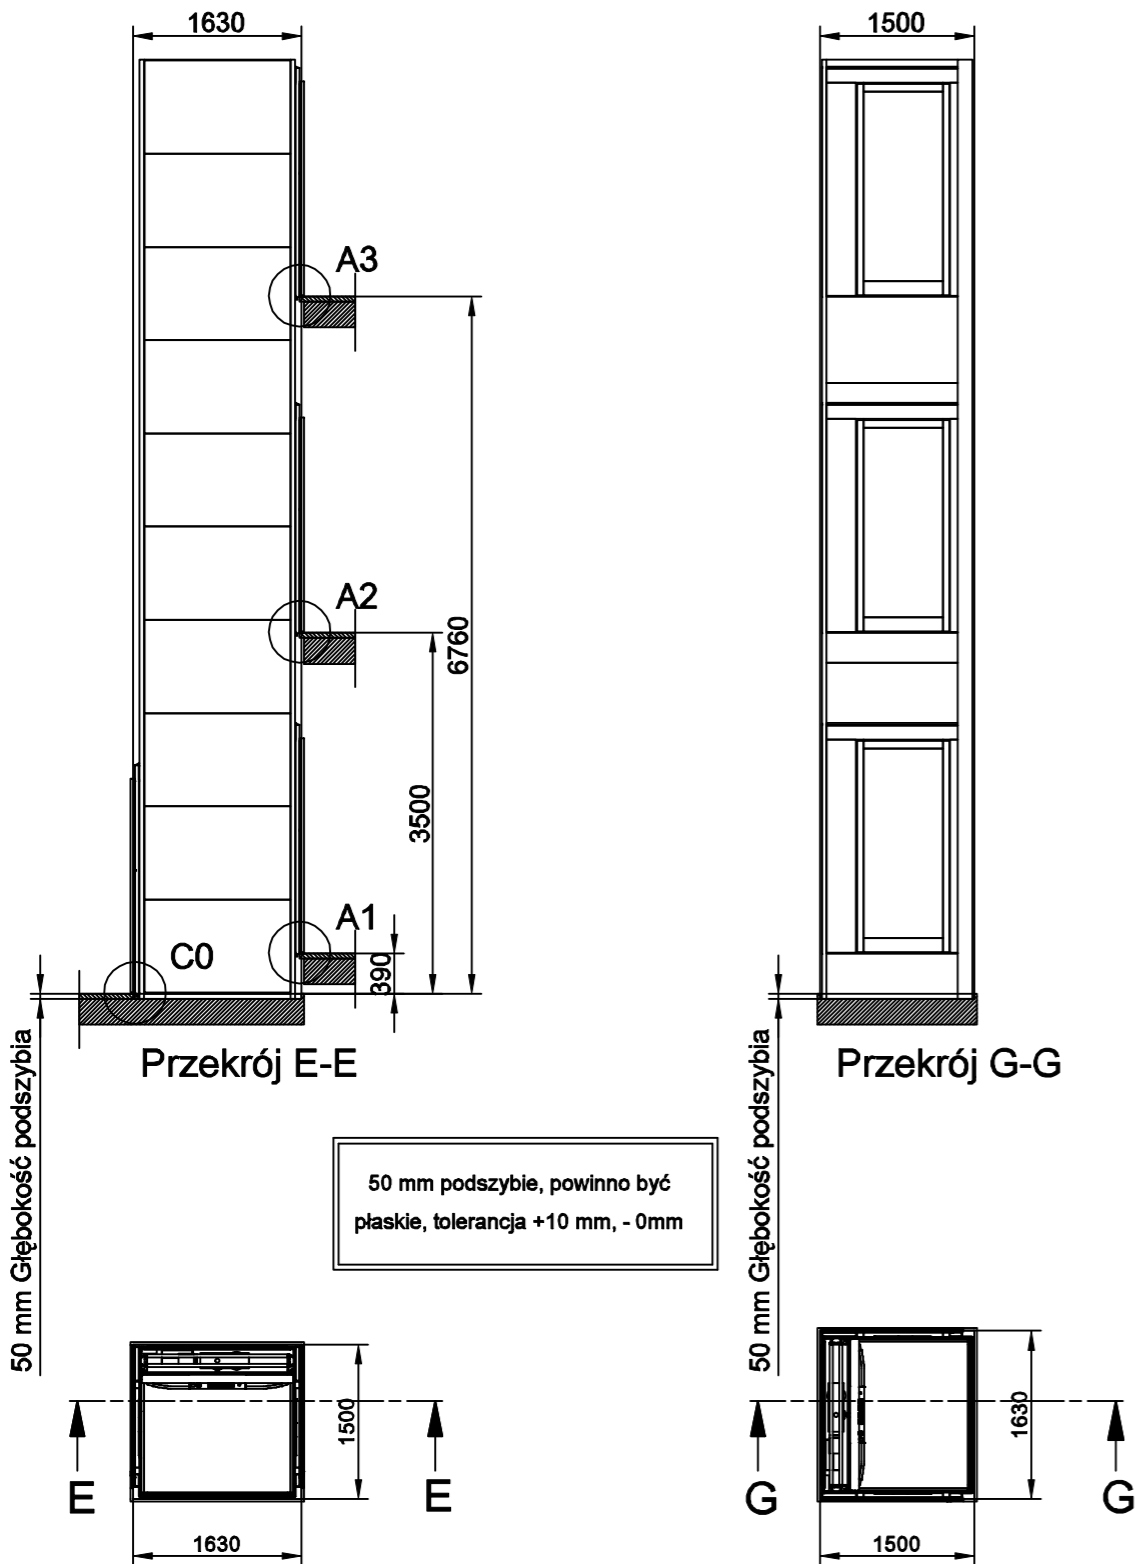 1630
1500
A3
A2
6760
3500
A1
390
C0
Przekrój E-E
Przekrój G-G
50 mm Głębokość podszybia
50 mm Głębokość podszybia
50 mm podszybie, powinno być
płaskie, tolerancja +10 mm, - 0mm
1500
1630
E
E
G
G
1630
1500